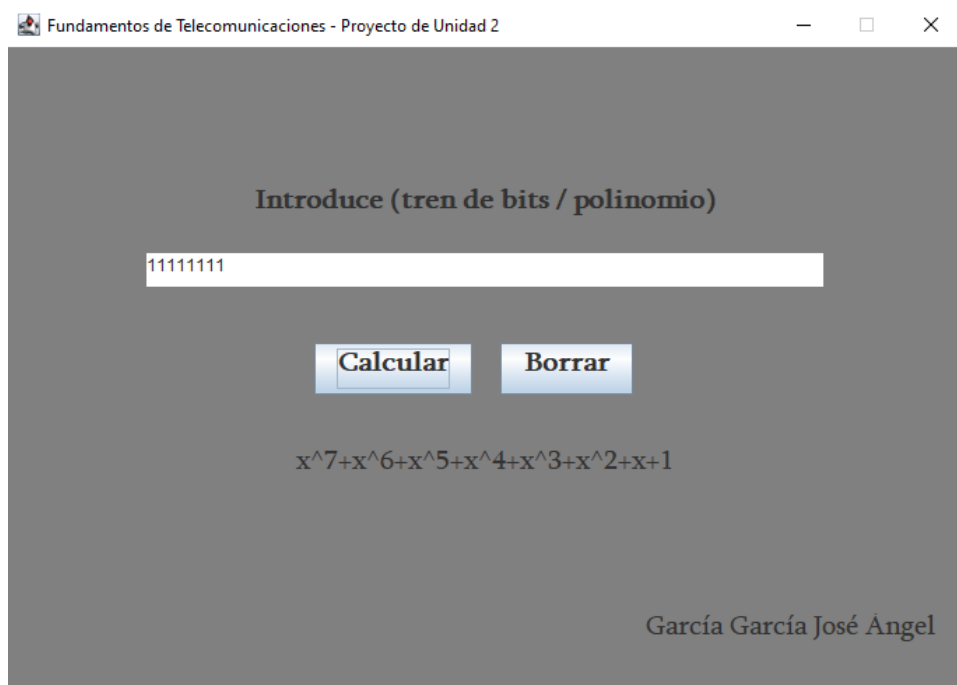 Fundamentos de Telecomunicaciones - Proyecto de Unidad 2
Introduce (tren de bits / polinomio)
11111111
Calcular Borrar
x^7+x^6+x^5+x^4+x^3+x^2+x+1
García García José Ángel